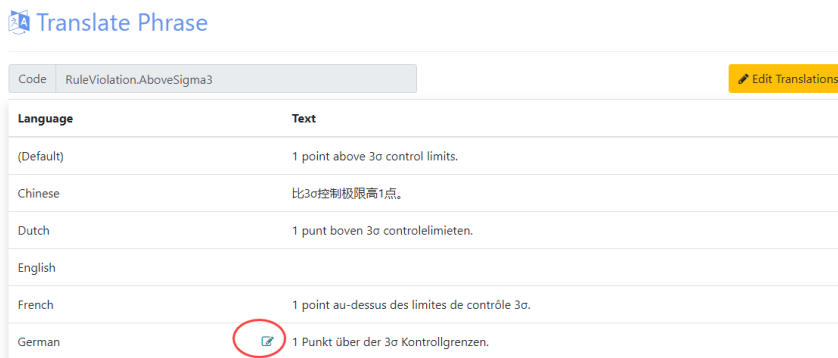 Translate Phrase
Code RuleViolation.AboveSigma3 Edit Translations
Language Text
(Default) 1 point above 3σ control limits.
Chinese 比3σ控制极限高1点。
Dutch 1 punt boven 3σ controlelimieten.
English
French 1 point au-dessus des limites de contrôle 3σ.
German 1 Punkt über der 3σ Kontrollgrenzen.